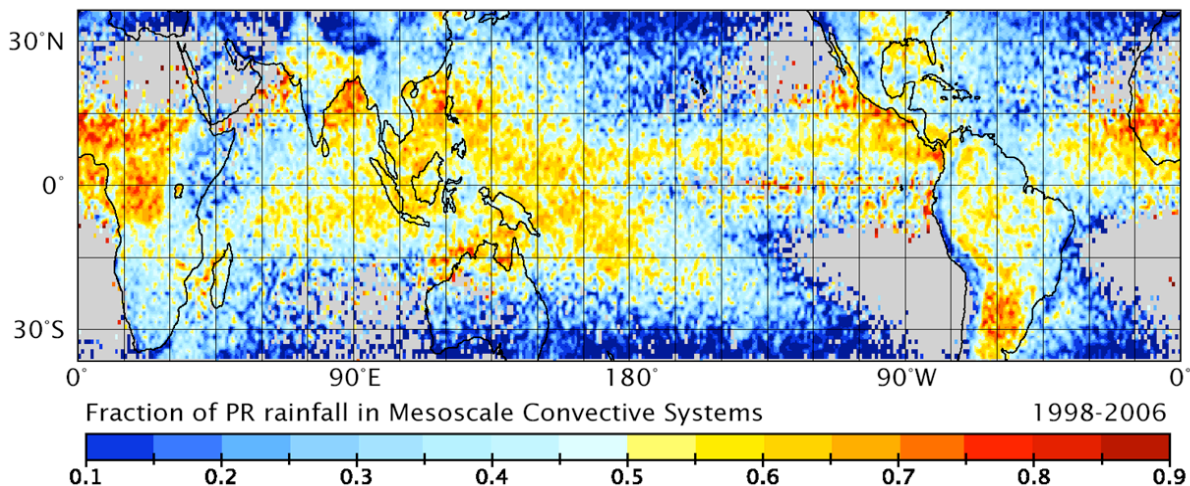 30°N
0°
30°S
0° 90°E 180° 90°W 0°
Fraction of PR rainfall in Mesoscale Convective Systems 1998-2006
0.1 0.2 0.3 0.4 0.5 0.6 0.7 0.8 0.9